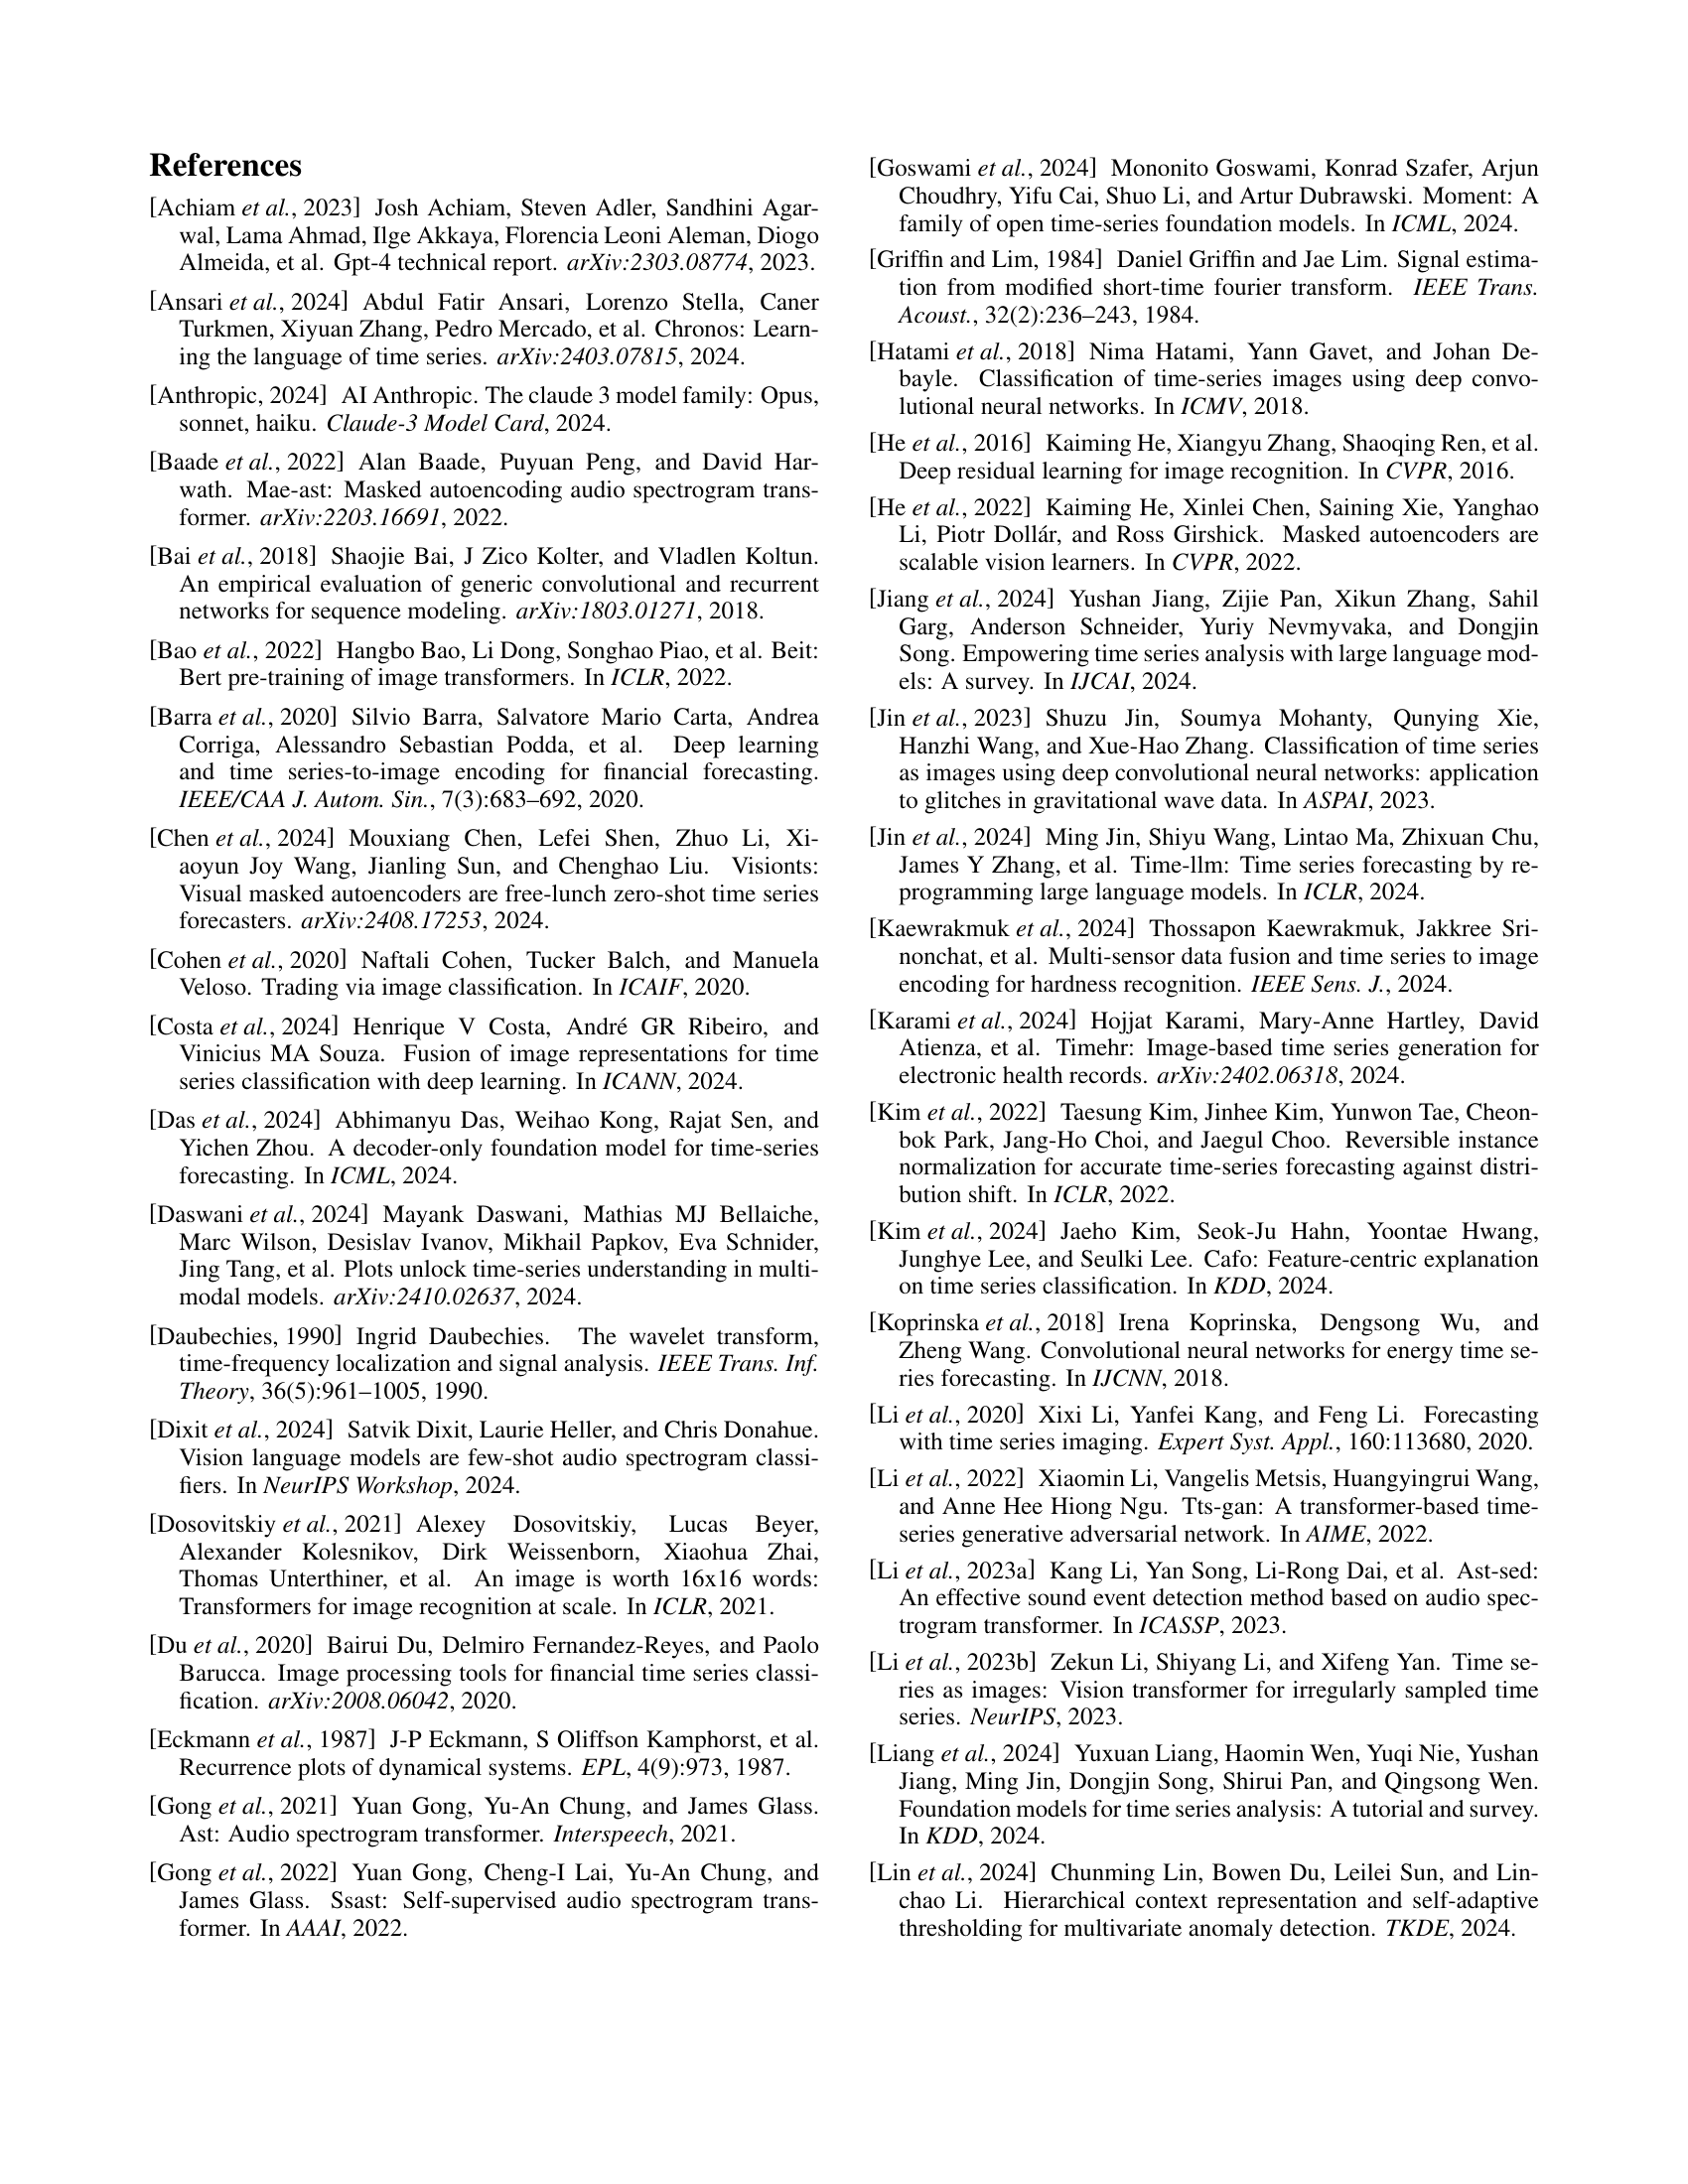 References
[Achiam et al., 2023] Josh Achiam, Steven Adler, Sandhini Agar-
wal, Lama Ahmad, Ilge Akkaya, Florencia Leoni Aleman, Diogo
Almeida, et al. Gpt-4 technical report. arXiv:2303.08774, 2023.
[Ansari et al., 2024] Abdul Fatir Ansari, Lorenzo Stella, Caner
Turkmen, Xiyuan Zhang, Pedro Mercado, et al. Chronos: Learn-
ing the language of time series. arXiv:2403.07815, 2024.
[Anthropic, 2024] AI Anthropic. The claude 3 model family: Opus,
sonnet, haiku. Claude-3 Model Card, 2024.
[Baade et al., 2022] Alan Baade, Puyuan Peng, and David Har-
wath. Mae-ast: Masked autoencoding audio spectrogram trans-
former. arXiv:2203.16691, 2022.
[Bai et al., 2018] Shaojie Bai, J Zico Kolter, and Vladlen Koltun.
An empirical evaluation of generic convolutional and recurrent
networks for sequence modeling. arXiv:1803.01271, 2018.
[Bao et al., 2022] Hangbo Bao, Li Dong, Songhao Piao, et al. Beit:
Bert pre-training of image transformers. In ICLR, 2022.
[Barra et al., 2020] Silvio Barra, Salvatore Mario Carta, Andrea
Corriga, Alessandro Sebastian Podda, et al. Deep learning
and time series-to-image encoding for financial forecasting.
IEEE/CAA J. Autom. Sin., 7(3):683–692, 2020.
[Chen et al., 2024] Mouxiang Chen, Lefei Shen, Zhuo Li, Xi-
aoyun Joy Wang, Jianling Sun, and Chenghao Liu. Visionts:
Visual masked autoencoders are free-lunch zero-shot time series
forecasters. arXiv:2408.17253, 2024.
[Cohen et al., 2020] Naftali Cohen, Tucker Balch, and Manuela
Veloso. Trading via image classification. In ICAIF, 2020.
[Costa et al., 2024] Henrique V Costa, André GR Ribeiro, and
Vinicius MA Souza. Fusion of image representations for time
series classification with deep learning. In ICANN, 2024.
[Das et al., 2024] Abhimanyu Das, Weihao Kong, Rajat Sen, and
Yichen Zhou. A decoder-only foundation model for time-series
forecasting. In ICML, 2024.
[Daswani et al., 2024] Mayank Daswani, Mathias MJ Bellaiche,
Marc Wilson, Desislav Ivanov, Mikhail Papkov, Eva Schnider,
Jing Tang, et al. Plots unlock time-series understanding in multi-
modal models. arXiv:2410.02637, 2024.
[Daubechies, 1990] Ingrid Daubechies. The wavelet transform,
time-frequency localization and signal analysis. IEEE Trans. Inf.
Theory, 36(5):961–1005, 1990.
[Dixit et al., 2024] Satvik Dixit, Laurie Heller, and Chris Donahue.
Vision language models are few-shot audio spectrogram classi-
fiers. In NeurIPS Workshop, 2024.
[Dosovitskiy et al., 2021] Alexey Dosovitskiy, Lucas Beyer,
Alexander Kolesnikov, Dirk Weissenborn, Xiaohua Zhai,
Thomas Unterthiner, et al. An image is worth 16x16 words:
Transformers for image recognition at scale. In ICLR, 2021.
[Du et al., 2020] Bairui Du, Delmiro Fernandez-Reyes, and Paolo
Barucca. Image processing tools for financial time series classi-
fication. arXiv:2008.06042, 2020.
[Eckmann et al., 1987] J-P Eckmann, S Oliffson Kamphorst, et al.
Recurrence plots of dynamical systems. EPL, 4(9):973, 1987.
[Gong et al., 2021] Yuan Gong, Yu-An Chung, and James Glass.
Ast: Audio spectrogram transformer. Interspeech, 2021.
[Gong et al., 2022] Yuan Gong, Cheng-I Lai, Yu-An Chung, and
James Glass. Ssast: Self-supervised audio spectrogram trans-
former. In AAAI, 2022.
[Goswami et al., 2024] Mononito Goswami, Konrad Szafer, Arjun
Choudhry, Yifu Cai, Shuo Li, and Artur Dubrawski. Moment: A
family of open time-series foundation models. In ICML, 2024.
[Griffin and Lim, 1984] Daniel Griffin and Jae Lim. Signal estima-
tion from modified short-time fourier transform. IEEE Trans.
Acoust., 32(2):236–243, 1984.
[Hatami et al., 2018] Nima Hatami, Yann Gavet, and Johan De-
bayle. Classification of time-series images using deep convo-
lutional neural networks. In ICMV, 2018.
[He et al., 2016] Kaiming He, Xiangyu Zhang, Shaoqing Ren, et al.
Deep residual learning for image recognition. In CVPR, 2016.
[He et al., 2022] Kaiming He, Xinlei Chen, Saining Xie, Yanghao
Li, Piotr Dollár, and Ross Girshick. Masked autoencoders are
scalable vision learners. In CVPR, 2022.
[Jiang et al., 2024] Yushan Jiang, Zijie Pan, Xikun Zhang, Sahil
Garg, Anderson Schneider, Yuriy Nevmyvaka, and Dongjin
Song. Empowering time series analysis with large language mod-
els: A survey. In IJCAI, 2024.
[Jin et al., 2023] Shuzu Jin, Soumya Mohanty, Qunying Xie,
Hanzhi Wang, and Xue-Hao Zhang. Classification of time series
as images using deep convolutional neural networks: application
to glitches in gravitational wave data. In ASPAI, 2023.
[Jin et al., 2024] Ming Jin, Shiyu Wang, Lintao Ma, Zhixuan Chu,
James Y Zhang, et al. Time-llm: Time series forecasting by re-
programming large language models. In ICLR, 2024.
[Kaewrakmuk et al., 2024] Thossapon Kaewrakmuk, Jakkree Sri-
nonchat, et al. Multi-sensor data fusion and time series to image
encoding for hardness recognition. IEEE Sens. J., 2024.
[Karami et al., 2024] Hojjat Karami, Mary-Anne Hartley, David
Atienza, et al. Timehr: Image-based time series generation for
electronic health records. arXiv:2402.06318, 2024.
[Kim et al., 2022] Taesung Kim, Jinhee Kim, Yunwon Tae, Cheon-
bok Park, Jang-Ho Choi, and Jaegul Choo. Reversible instance
normalization for accurate time-series forecasting against distri-
bution shift. In ICLR, 2022.
[Kim et al., 2024] Jaeho Kim, Seok-Ju Hahn, Yoontae Hwang,
Junghye Lee, and Seulki Lee. Cafo: Feature-centric explanation
on time series classification. In KDD, 2024.
[Koprinska et al., 2018] Irena Koprinska, Dengsong Wu, and
Zheng Wang. Convolutional neural networks for energy time se-
ries forecasting. In IJCNN, 2018.
[Li et al., 2020] Xixi Li, Yanfei Kang, and Feng Li. Forecasting
with time series imaging. Expert Syst. Appl., 160:113680, 2020.
[Li et al., 2022] Xiaomin Li, Vangelis Metsis, Huangyingrui Wang,
and Anne Hee Hiong Ngu. Tts-gan: A transformer-based time-
series generative adversarial network. In AIME, 2022.
[Li et al., 2023a] Kang Li, Yan Song, Li-Rong Dai, et al. Ast-sed:
An effective sound event detection method based on audio spec-
trogram transformer. In ICASSP, 2023.
[Li et al., 2023b] Zekun Li, Shiyang Li, and Xifeng Yan. Time se-
ries as images: Vision transformer for irregularly sampled time
series. NeurIPS, 2023.
[Liang et al., 2024] Yuxuan Liang, Haomin Wen, Yuqi Nie, Yushan
Jiang, Ming Jin, Dongjin Song, Shirui Pan, and Qingsong Wen.
Foundation models for time series analysis: A tutorial and survey.
In KDD, 2024.
[Lin et al., 2024] Chunming Lin, Bowen Du, Leilei Sun, and Lin-
chao Li. Hierarchical context representation and self-adaptive
thresholding for multivariate anomaly detection. TKDE, 2024.